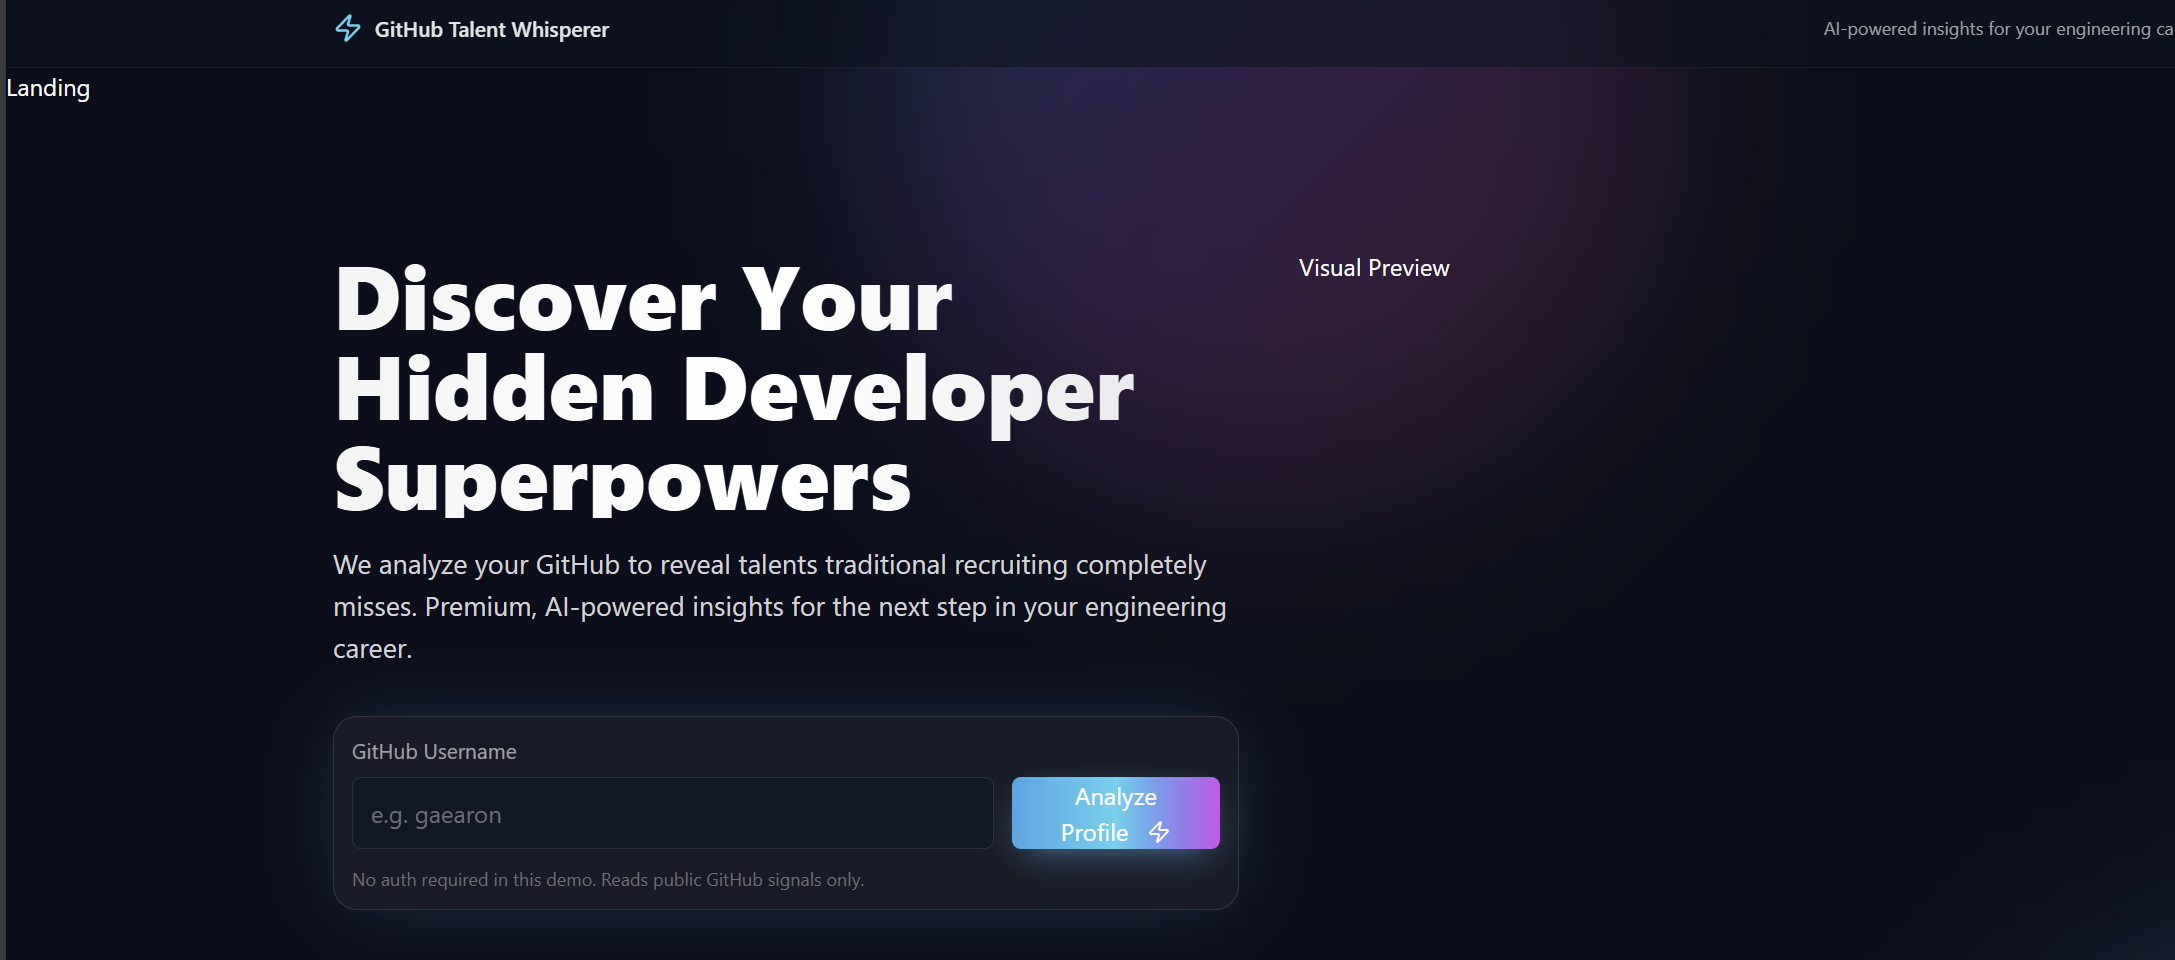 GitHub Talent Whisperer
AI-powered insights for your engineering ca
Landing
Discover Your
Hidden Developer
Superpowers
Visual Preview
We analyze your GitHub to reveal talents traditional recruiting completely
misses. Premium, AI-powered insights for the next step in your engineering
career.
GitHub Username
e.g. gaearon
Analyze
Profile
No auth required in this demo. Reads public GitHub signals only.